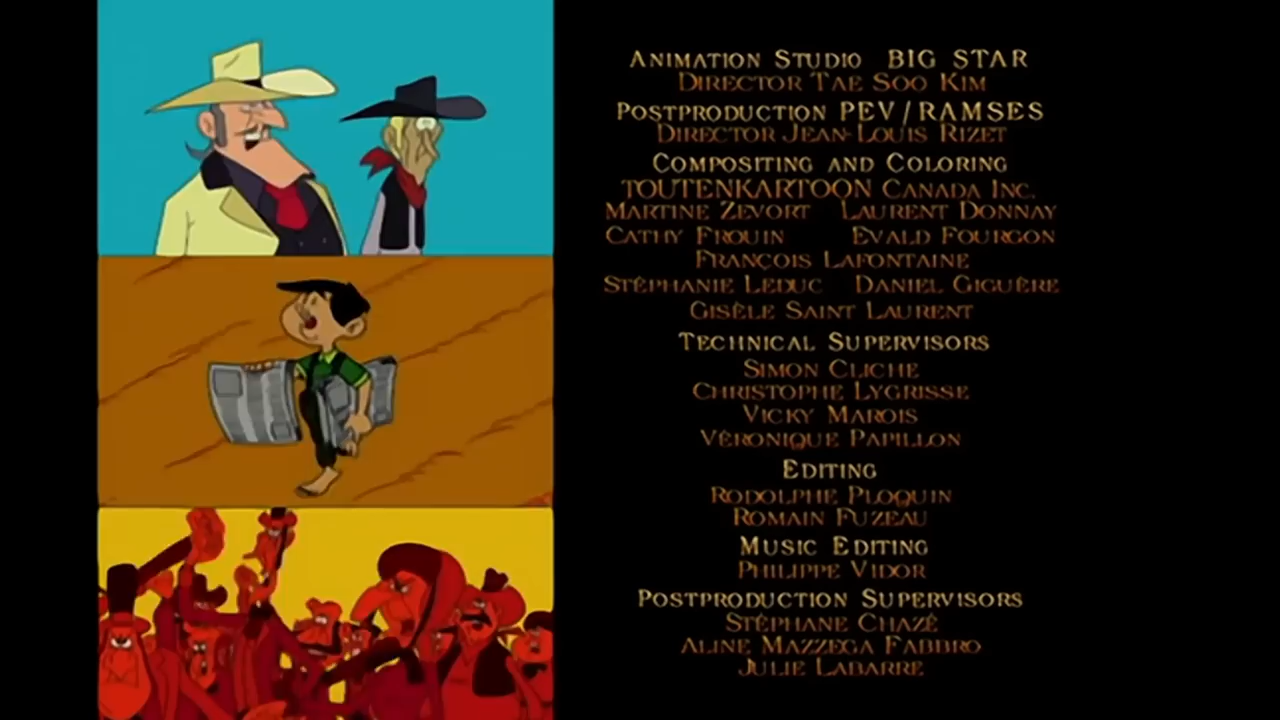 ANIMATION STUDIO BIG STAR
DIRECTOR TAE SOO KIM
POSTPRODUCTION PEV/RAMSES
DIRECTOR JEAN-LOUIS RIZET
COMPOSITING AND COLORING
TOUTENKARTOON CANADA INC.
MARTINE ZEVORT LAURENT DONNAY
CATHY FROUIN EVALD FOURGON
FRANÇOIS LAFONTAINE
STÉPHANIE LEDUC DANIEL GIGUÈRE
GISÈLE SAINT LAURENT
TECHNICAL SUPERVISORS
SIMON CLICHE
CHRISTOPHE LYGRISSE
VICKY MAROIS
VÉRONIQUE PAPILLON
EDITING
RODOLPHE PLOQUIN
ROMAIN FUZEAU
MUSIC EDITING
PHILIPPE VIDOR
POSTPRODUCTION SUPERVISORS
STÉPHANE CHAZÉ
ALINE MAZZEGA FABBRO
JULIE LABARRE